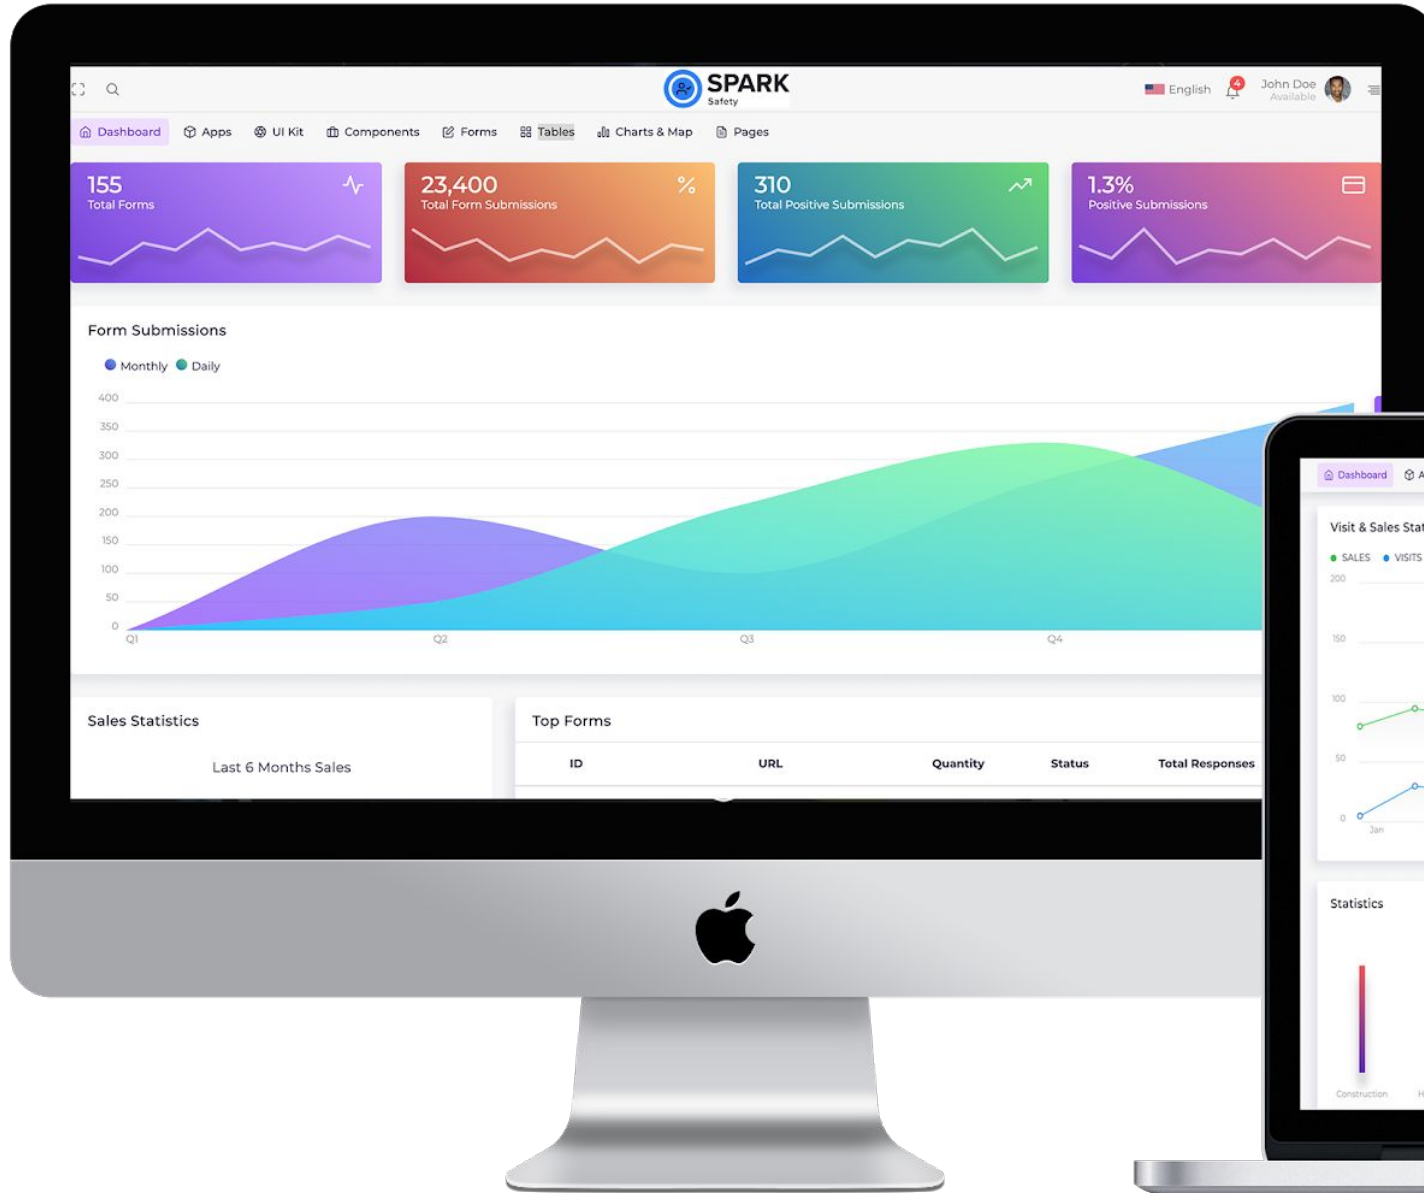 SPARK
Safety
English
4
John Doe
Available
Dashboard Apps UI Kit Components Forms Tables Charts & Map Pages
155
Total Forms
23,400
Total Form Submissions
310
Total Positive Submissions
1.3%
Positive Submissions
Form Submissions
Monthly Daily
400
350
300
250
200
150
100
50
0
Q1 Q2 Q3 Q4
Sales Statistics
Last 6 Months Sales
Top Forms
ID URL Quantity Status Total Responses
Dashboard A
Visit & Sales Stat
SALES VISITS
200
150
100
50
0
Jan
Statistics
Construction H